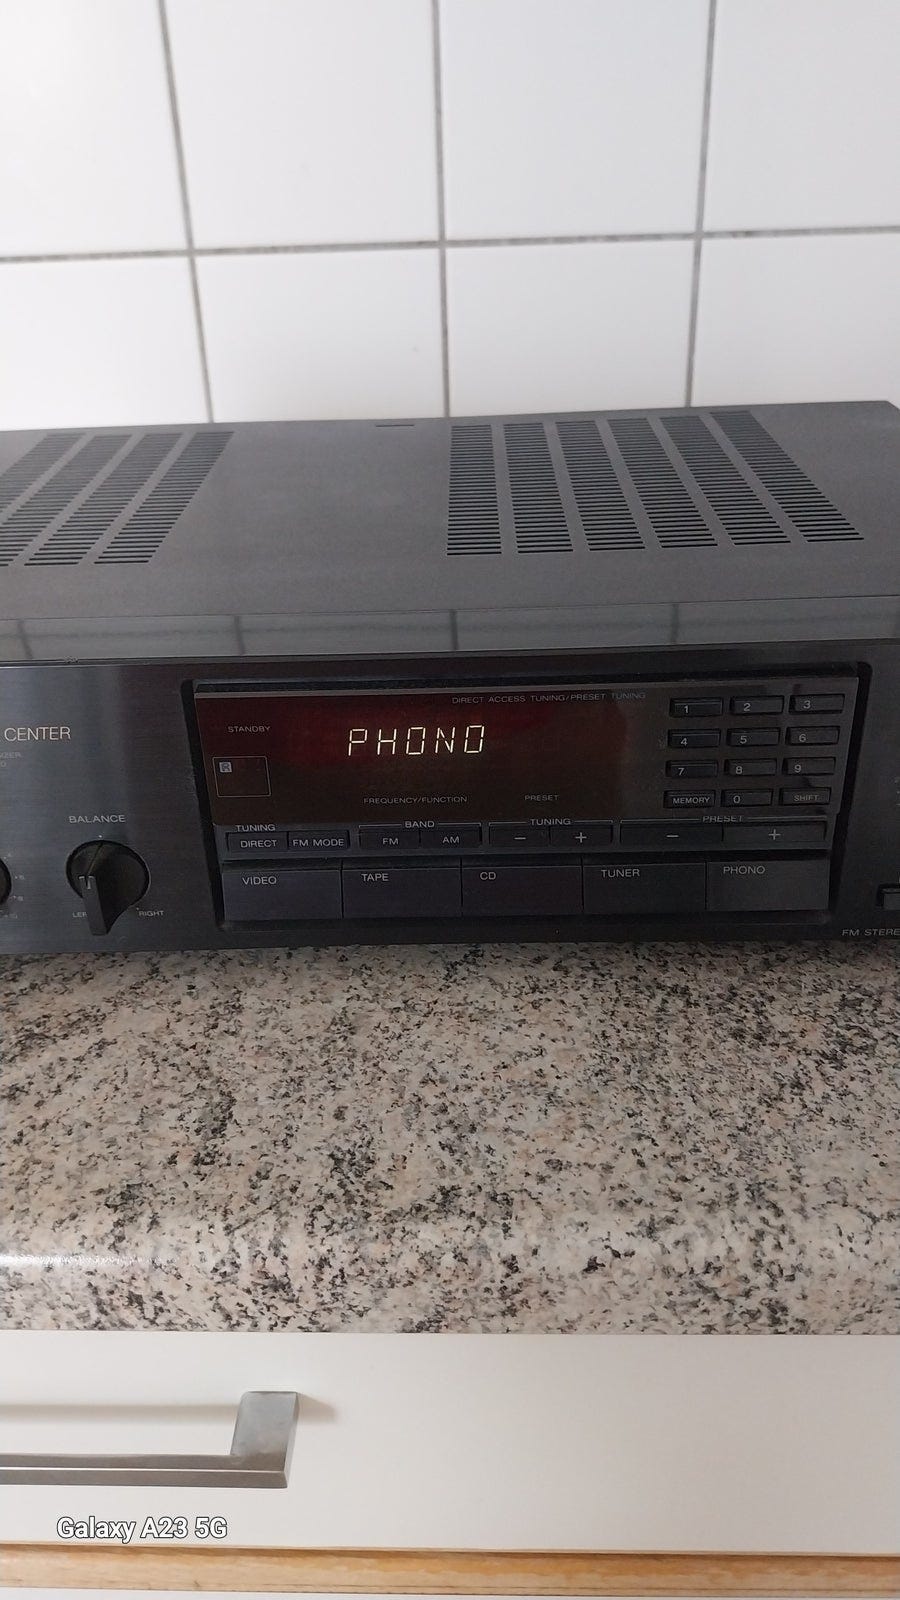 CENTER
BALANCE
RIGHT
STANDBY
R
DIRECT ACCESS TUNING/PRESET TUNING
PHONO
FREQUENCY/FUNCTION
PRESET
1 2 3
4 5 6
7 8 9
MEMORY 0 SHIFT
TUNING
DIRECT FM MODE
BAND
FM AM
TUNING
- +
PRESET
- +
VIDEO TAPE CD TUNER PHONO
FM STERE
Galaxy A23 5G